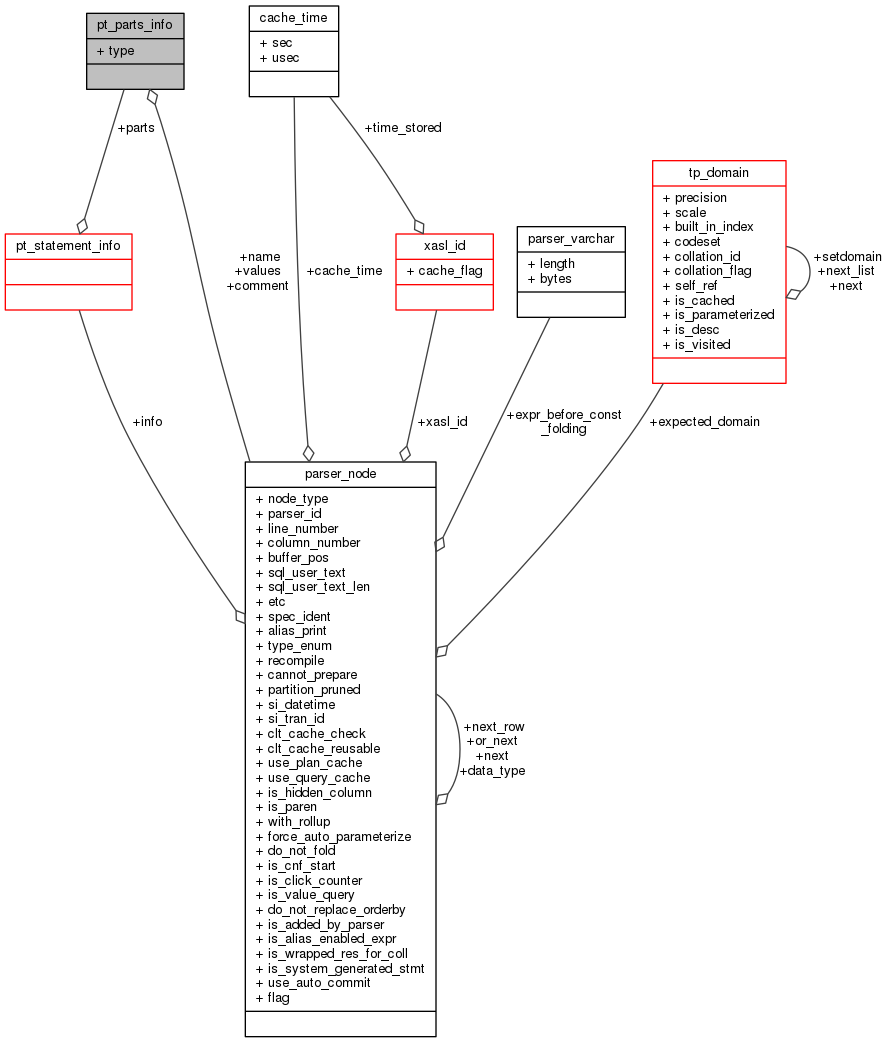 pt_parts_info
+ type
cache_time
+ sec
+ usec
+parts
+time_stored
tp_domain
+ precision
+ scale
+ built_in_index
+ codeset
+ collation_id
+ collation_flag
+ self_ref
+ is_cached
+ is_parameterized
+ is_desc
+ is_visited
+setdomain
+next_list
+next
pt_statement_info
xasl_id
+ cache_flag
parser_varchar
+ length
+ bytes
+name
+values
+comment
+cache_time
+info
+xasl_id
+expr_before_const
_folding
+expected_domain
parser_node
+ node_type
+ parser_id
+ line_number
+ column_number
+ buffer_pos
+ sql_user_text
+ sql_user_text_len
+ etc
+ spec_ident
+ alias_print
+ type_enum
+ recompile
+ cannot_prepare
+ partition_pruned
+ si_datetime
+ si_tran_id
+ clt_cache_check
+ clt_cache_reusable
+ use_plan_cache
+ use_query_cache
+ is_hidden_column
+ is_paren
+ with_rollup
+ force_auto_parameterize
+ do_not_fold
+ is_cnf_start
+ is_click_counter
+ is_value_query
+ do_not_replace_orderby
+ is_added_by_parser
+ is_alias_enabled_expr
+ is_wrapped_res_for_coll
+ is_system_generated_stmt
+ use_auto_commit
+ flag
+next_row
+or_next
+next
+data_type